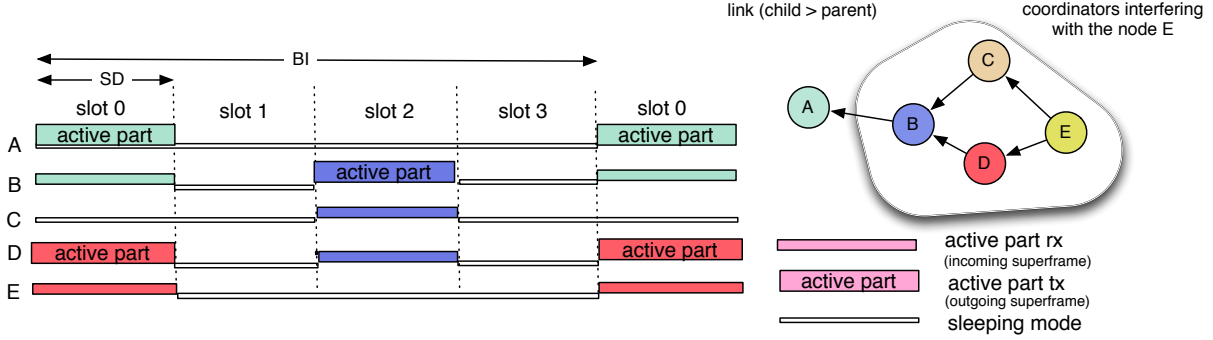 link (child > parent)
coordinators interfering
with the node E
BI
SD
slot 0
slot 1
slot 2
slot 3
slot 0
A
active part
active part
B
active part
C
D
active part
active part
E
A
B
C
D
E
active part rx
(incoming superframe)
active part
active part tx
(outgoing superframe)
sleeping mode